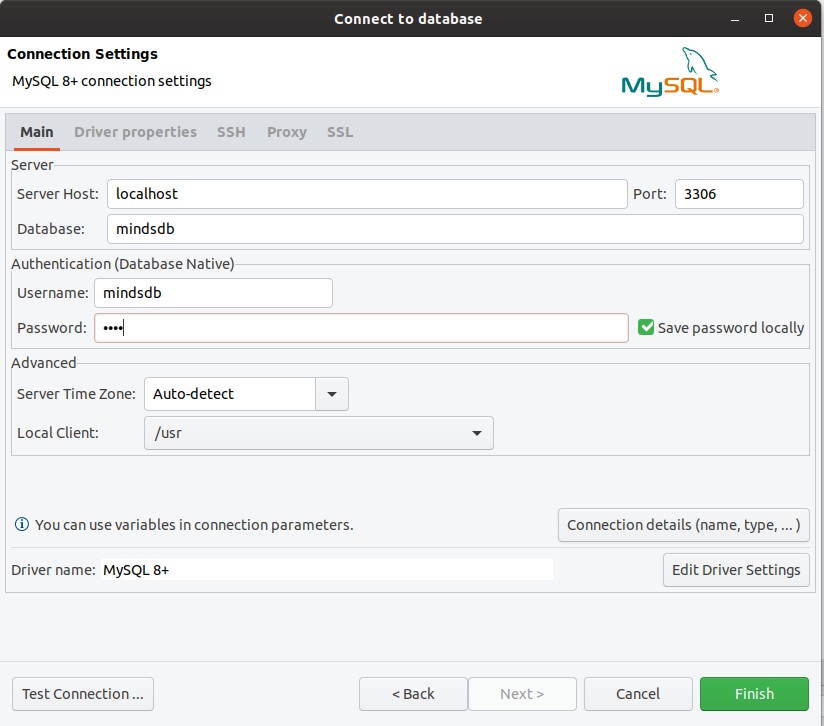 Connect to database
Connection Settings
MySQL 8+ connection settings
MySQL®
Main Driver properties SSH Proxy SSL
Server
Server Host: localhost Port: 3306
Database: mindsdb
Authentication (Database Native)
Username: mindsdb
Password: ••••
Save password locally
Advanced
Server Time Zone: Auto-detect
Local Client: /usr
You can use variables in connection parameters. Connection details (name, type, ... )
Driver name: MySQL 8+ Edit Driver Settings
Test Connection ... < Back Next > Cancel Finish